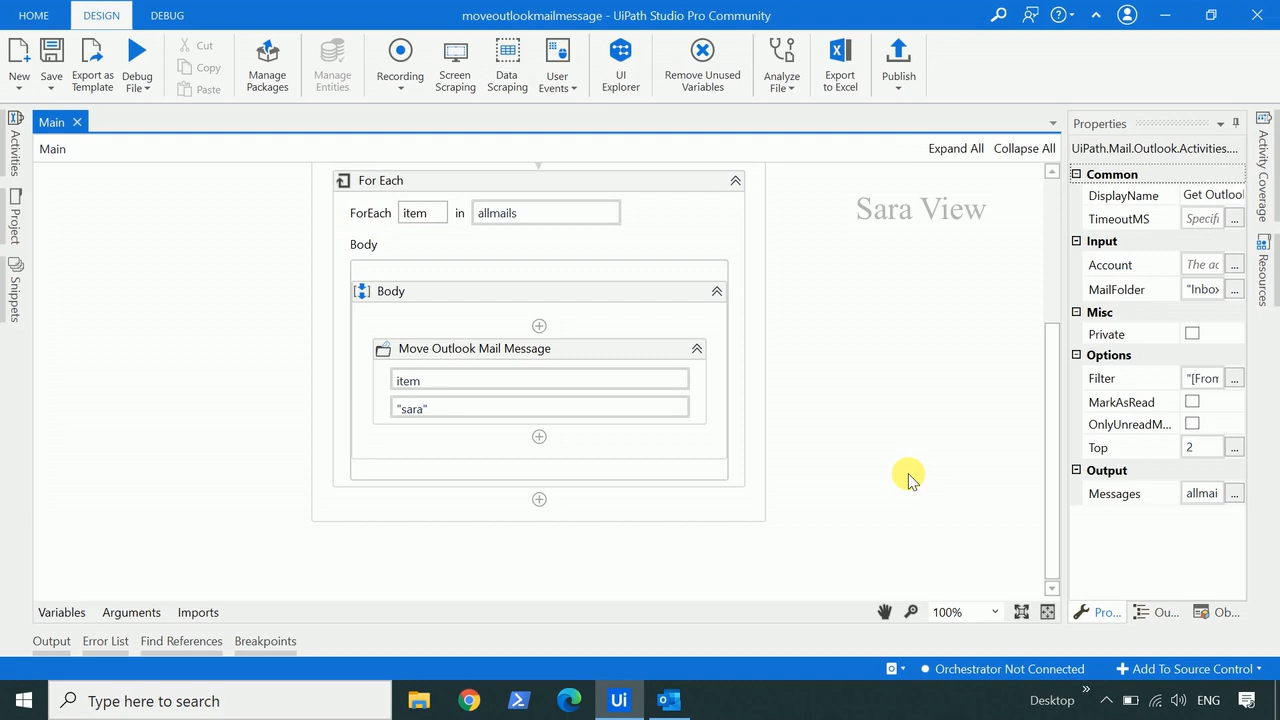 HOME DESIGN DEBUG moveoutlookmailmessage - UiPath Studio Pro Community
New Save Export as Template Debug File Cut Copy Paste Manage Packages Manage Entities Recording Screen Scraping Data Scraping User Events UI Explorer Remove Unused Variables Analyze File Export to Excel Publish
Main
Main Expand All Collapse All
Activities
Project
Snippets
For Each
ForEach item in allmails
Body
Body
Move Outlook Mail Message
item
"sara"
Sara View
Properties
UiPath.Mail.Outlook.Activities....
Common
DisplayName Get Outlool
TimeoutMS Specifi ...
Input
Account The ac ...
MailFolder "Inbox ...
Misc
Private
Options
Filter "[From ...
MarkAsRead
OnlyUnreadM...
Top 2 ...
Output
Messages allmai ...
Activity Coverage
Resources
Variables Arguments Imports 100% Pro... Ou... Ob...
Output Error List Find References Breakpoints
Orchestrator Not Connected Add To Source Control
Type here to search Ui Desktop ENG